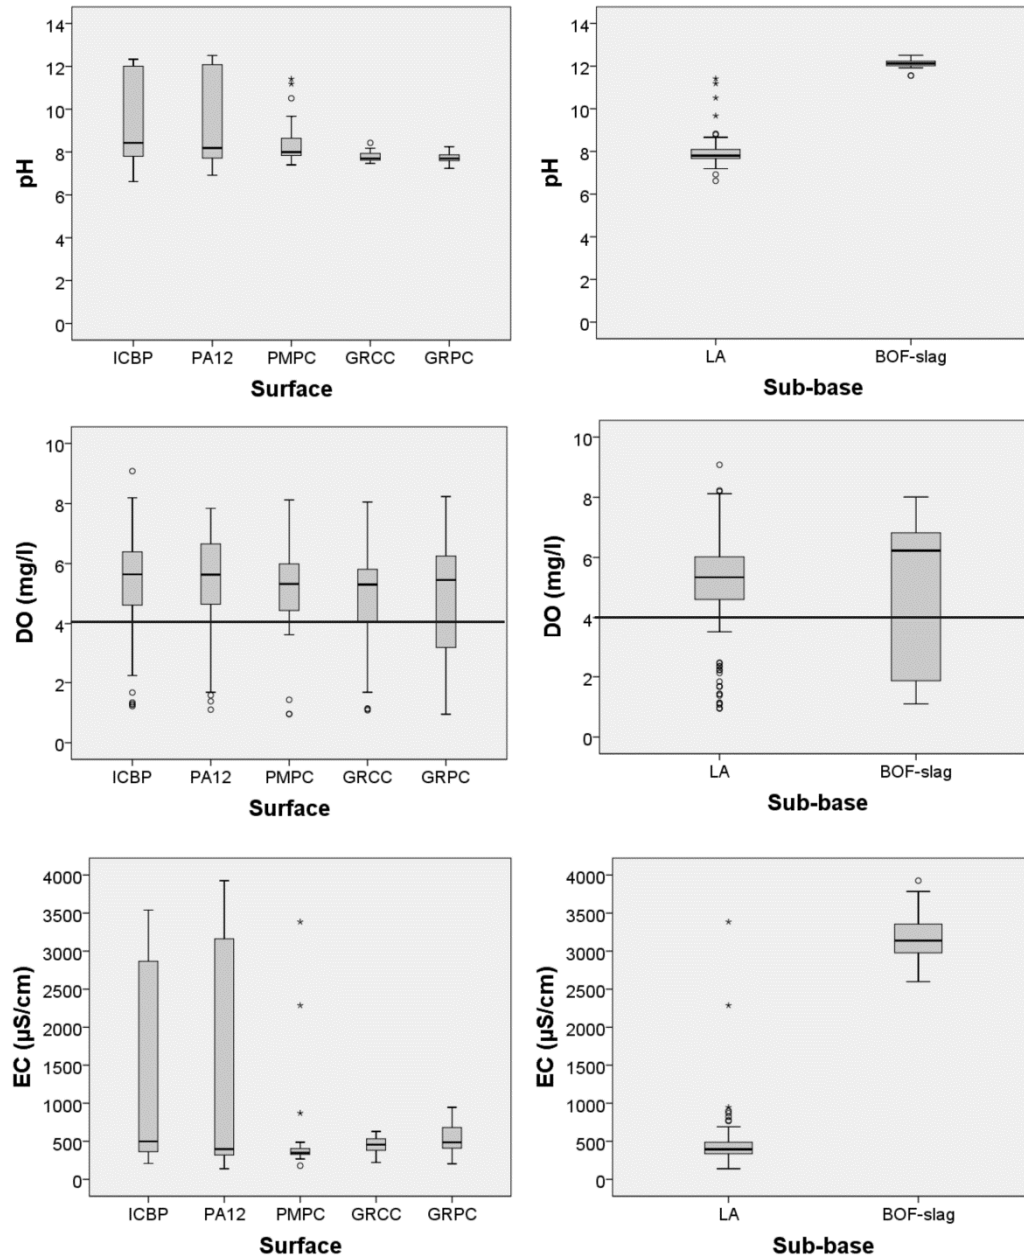 14
12
10
8
6
4
2
0
pH
ICBP PA12 PMPC GRCC GRPC
Surface
14
12
10
8
6
4
2
0
pH
LA BOF-slag
Sub-base
10
8
6
4
2
0
DO (mg/l)
ICBP PA12 PMPC GRCC GRPC
Surface
10
8
6
4
2
0
DO (mg/l)
LA BOF-slag
Sub-base
4000
3500
3000
2500
2000
1500
1000
500
0
EC (µS/cm)
ICBP PA12 PMPC GRCC GRPC
Surface
4000
3500
3000
2500
2000
1500
1000
500
0
EC (µS/cm)
LA BOF-slag
Sub-base